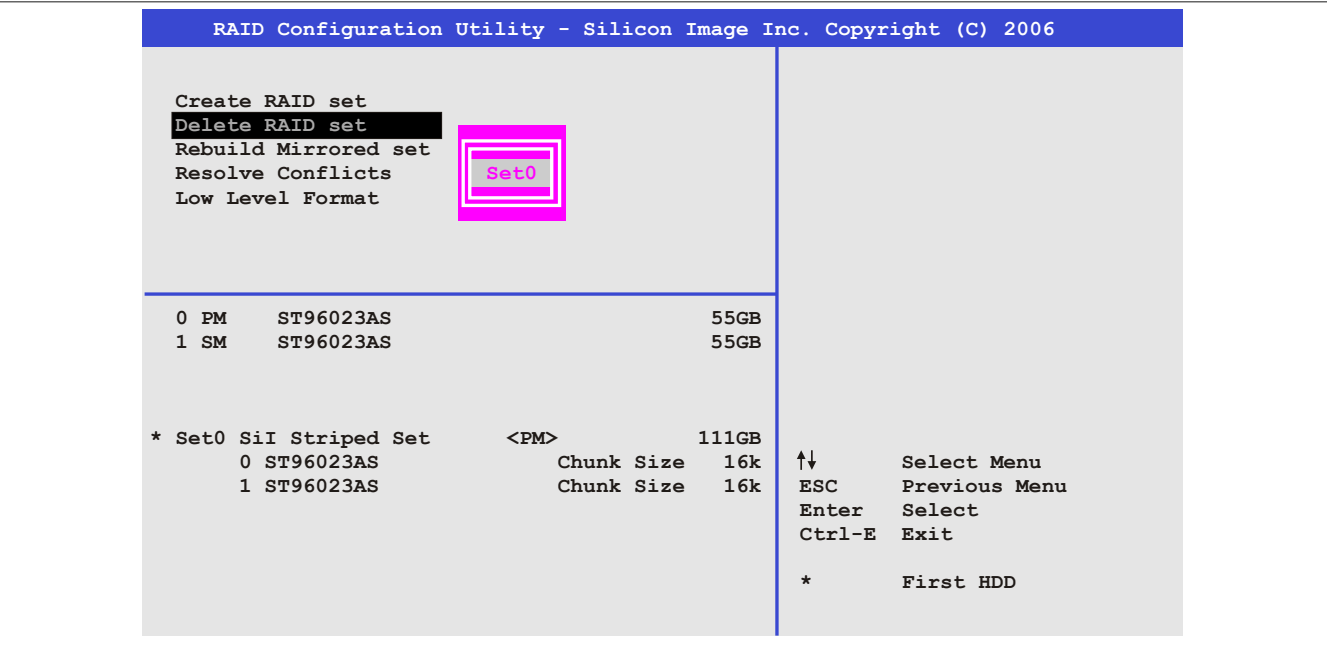 RAID Configuration Utility - Silicon Image Inc. Copyright (C) 2006
Create RAID set
Delete RAID set
Rebuild Mirrored set
Resolve Conflicts
Low Level Format
Set0
0 PM ST96023AS 55GB
1 SM ST96023AS 55GB
* Set0 SiI Striped Set <PM> 111GB
0 ST96023AS Chunk Size 16k
1 ST96023AS Chunk Size 16k
↑↓ Select Menu
ESC Previous Menu
Enter Select
Ctrl-E Exit
* First HDD